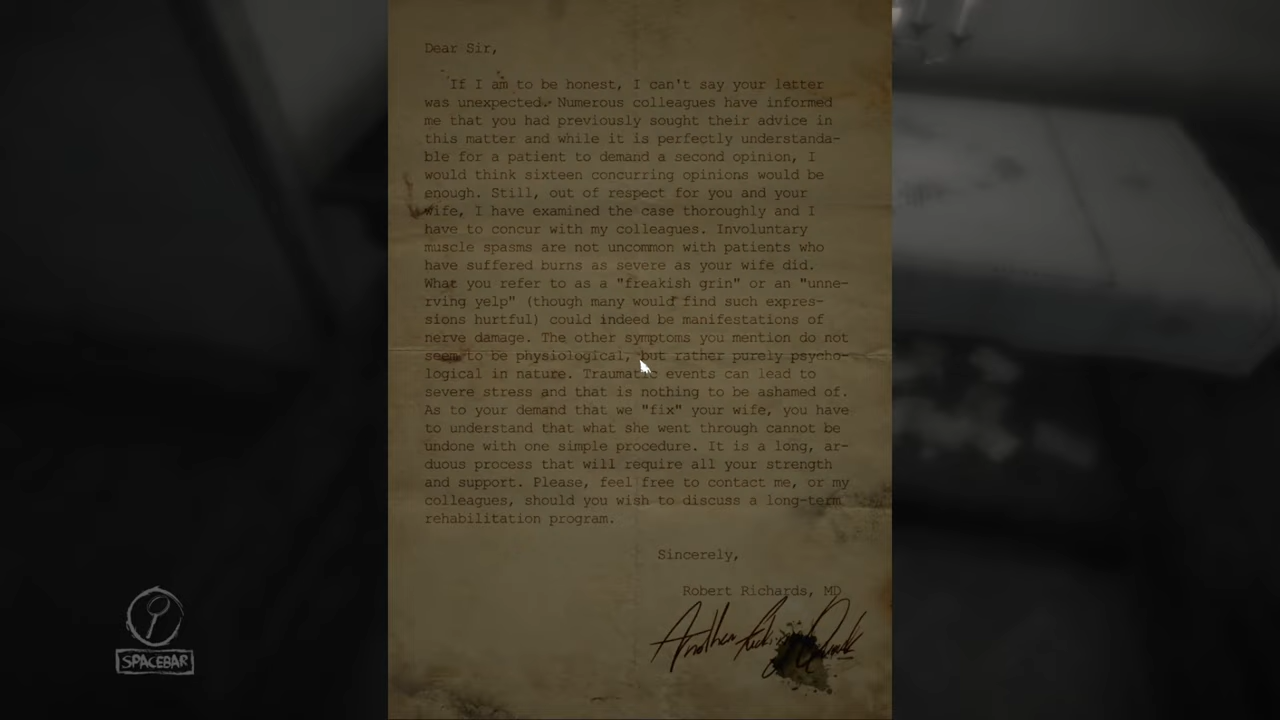 Dear Sir,
If I am to be honest, I can't say your letter
was unexpected. Numerous colleagues have informed
me that you had previously sought their advice in
this matter and while it is perfectly understanda-
ble for a patient to demand a second opinion, I
would think sixteen concurring opinions would be
enough. Still, out of respect for you and your
wife, I have examined the case thoroughly and I
have to concur with my colleagues. Involuntary
muscle spasms are not uncommon with patients who
have suffered burns as severe as your wife did.
What you refer to as a "freakish grin" or an "unne-
rving yelp" (though many would find such expres-
sions hurtful) could indeed be manifestations of
nerve damage. The other symptoms you mention do not
seem to be physiological, but rather purely psycho-
logical in nature. Traumatic events can lead to
severe stress and that is nothing to be ashamed of.
As to your demand that we "fix" your wife, you have
to understand that what she went through cannot be
undone with one simple procedure. It is a long, ar-
duous process that will require all your strength
and support. Please, feel free to contact me, or my
colleagues, should you wish to discuss a long-term
rehabilitation program.
Sincerely,
Robert Richards, MD
Another
SPACEBAR